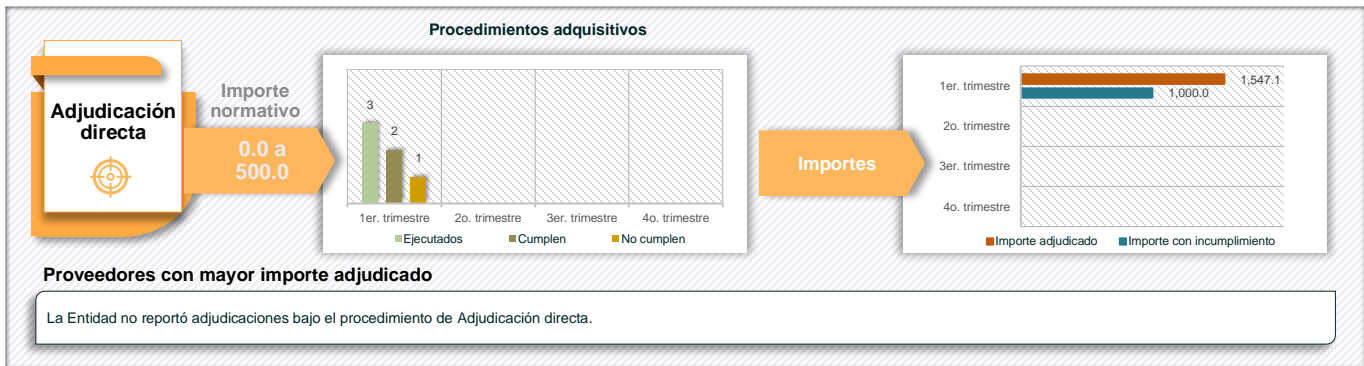 Procedimientos adquisitivos
Adjudicación
directa
Importe
normativo
0.0 a
500.0
3
2
1
1er. trimestre
2o. trimestre
3er. trimestre
4o. trimestre
Ejecutados
Cumplen
No cumplen
Importes
1er. trimestre
2o. trimestre
3er. trimestre
4o. trimestre
1,547.1
1,000.0
Importe adjudicado
Importe con incumplimiento
Proveedores con mayor importe adjudicado
La Entidad no reportó adjudicaciones bajo el procedimiento de Adjudicación directa.